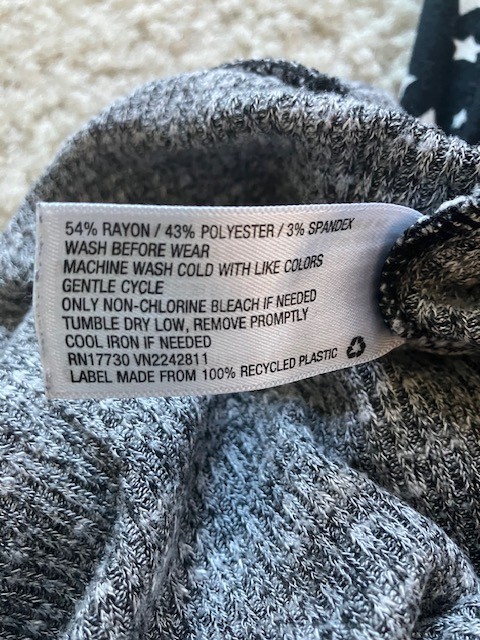 54% RAYON / 43% POLYESTER / 3% SPANDEX
WASH BEFORE WEAR
MACHINE WASH COLD WITH LIKE COLORS
GENTLE CYCLE
ONLY NON-CHLORINE BLEACH IF NEEDED
TUMBLE DRY LOW, REMOVE PROMPTLY
COOL IRON IF NEEDED
RN17730 VN2242811
LABEL MADE FROM 100% RECYCLED PLASTIC